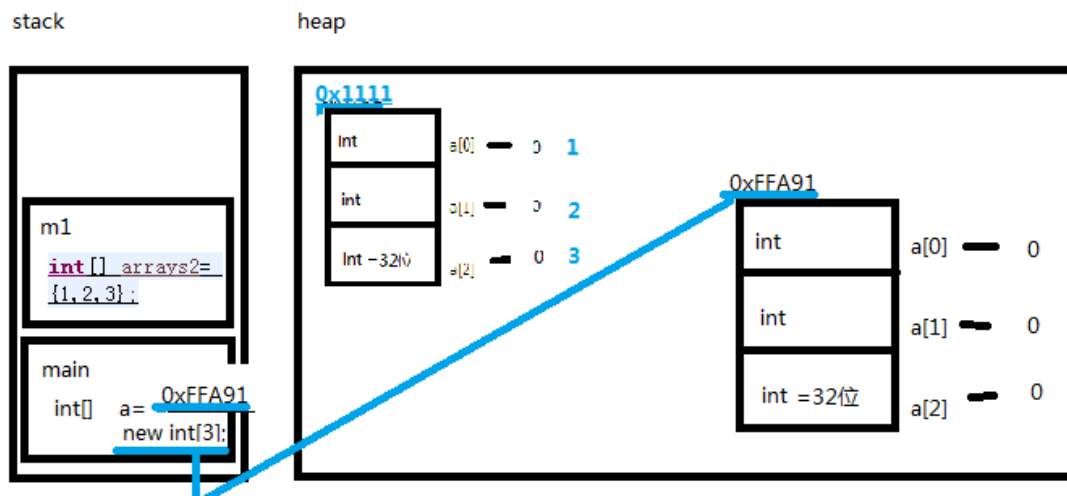 stack
heap
0x1111
Int
a[0] 0 1
int
a[1] 0 2
Int =32位
a[2] 0 3
0xFFA91
int
a[0] 0
int
a[1] 0
int =32位
a[2] 0
m1
int[] arrays2=
{1,2,3};
main
int[] a= 0xFFA91
new int[3];